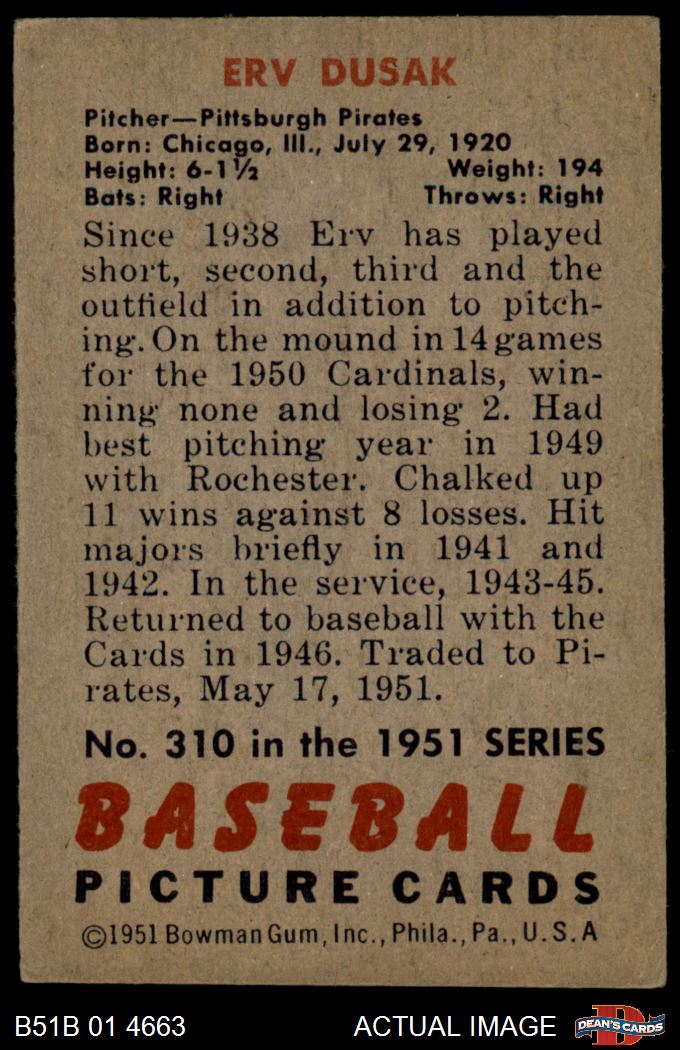 ERV DUSAK
Pitcher—Pittsburgh Pirates
Born: Chicago, Ill., July 29, 1920
Height: 6-1½ Weight: 194
Bats: Right Throws: Right
Since 1938 Erv has played
short, second, third and the
outfield in addition to pitch-
ing. On the mound in 14 games
for the 1950 Cardinals, win-
ning none and losing 2. Had
best pitching year in 1949
with Rochester. Chalked up
11 wins against 8 losses. Hit
majors briefly in 1941 and
1942. In the service, 1943-45.
Returned to baseball with the
Cards in 1946. Traded to Pi-
rates, May 17, 1951.
No. 310 in the 1951 SERIES
BASEBALL
PICTURE CARDS
©1951 Bowman Gum, Inc., Phila., Pa., U.S.A
B51B 01 4663 ACTUAL IMAGE
D
DEAN'S CARDS